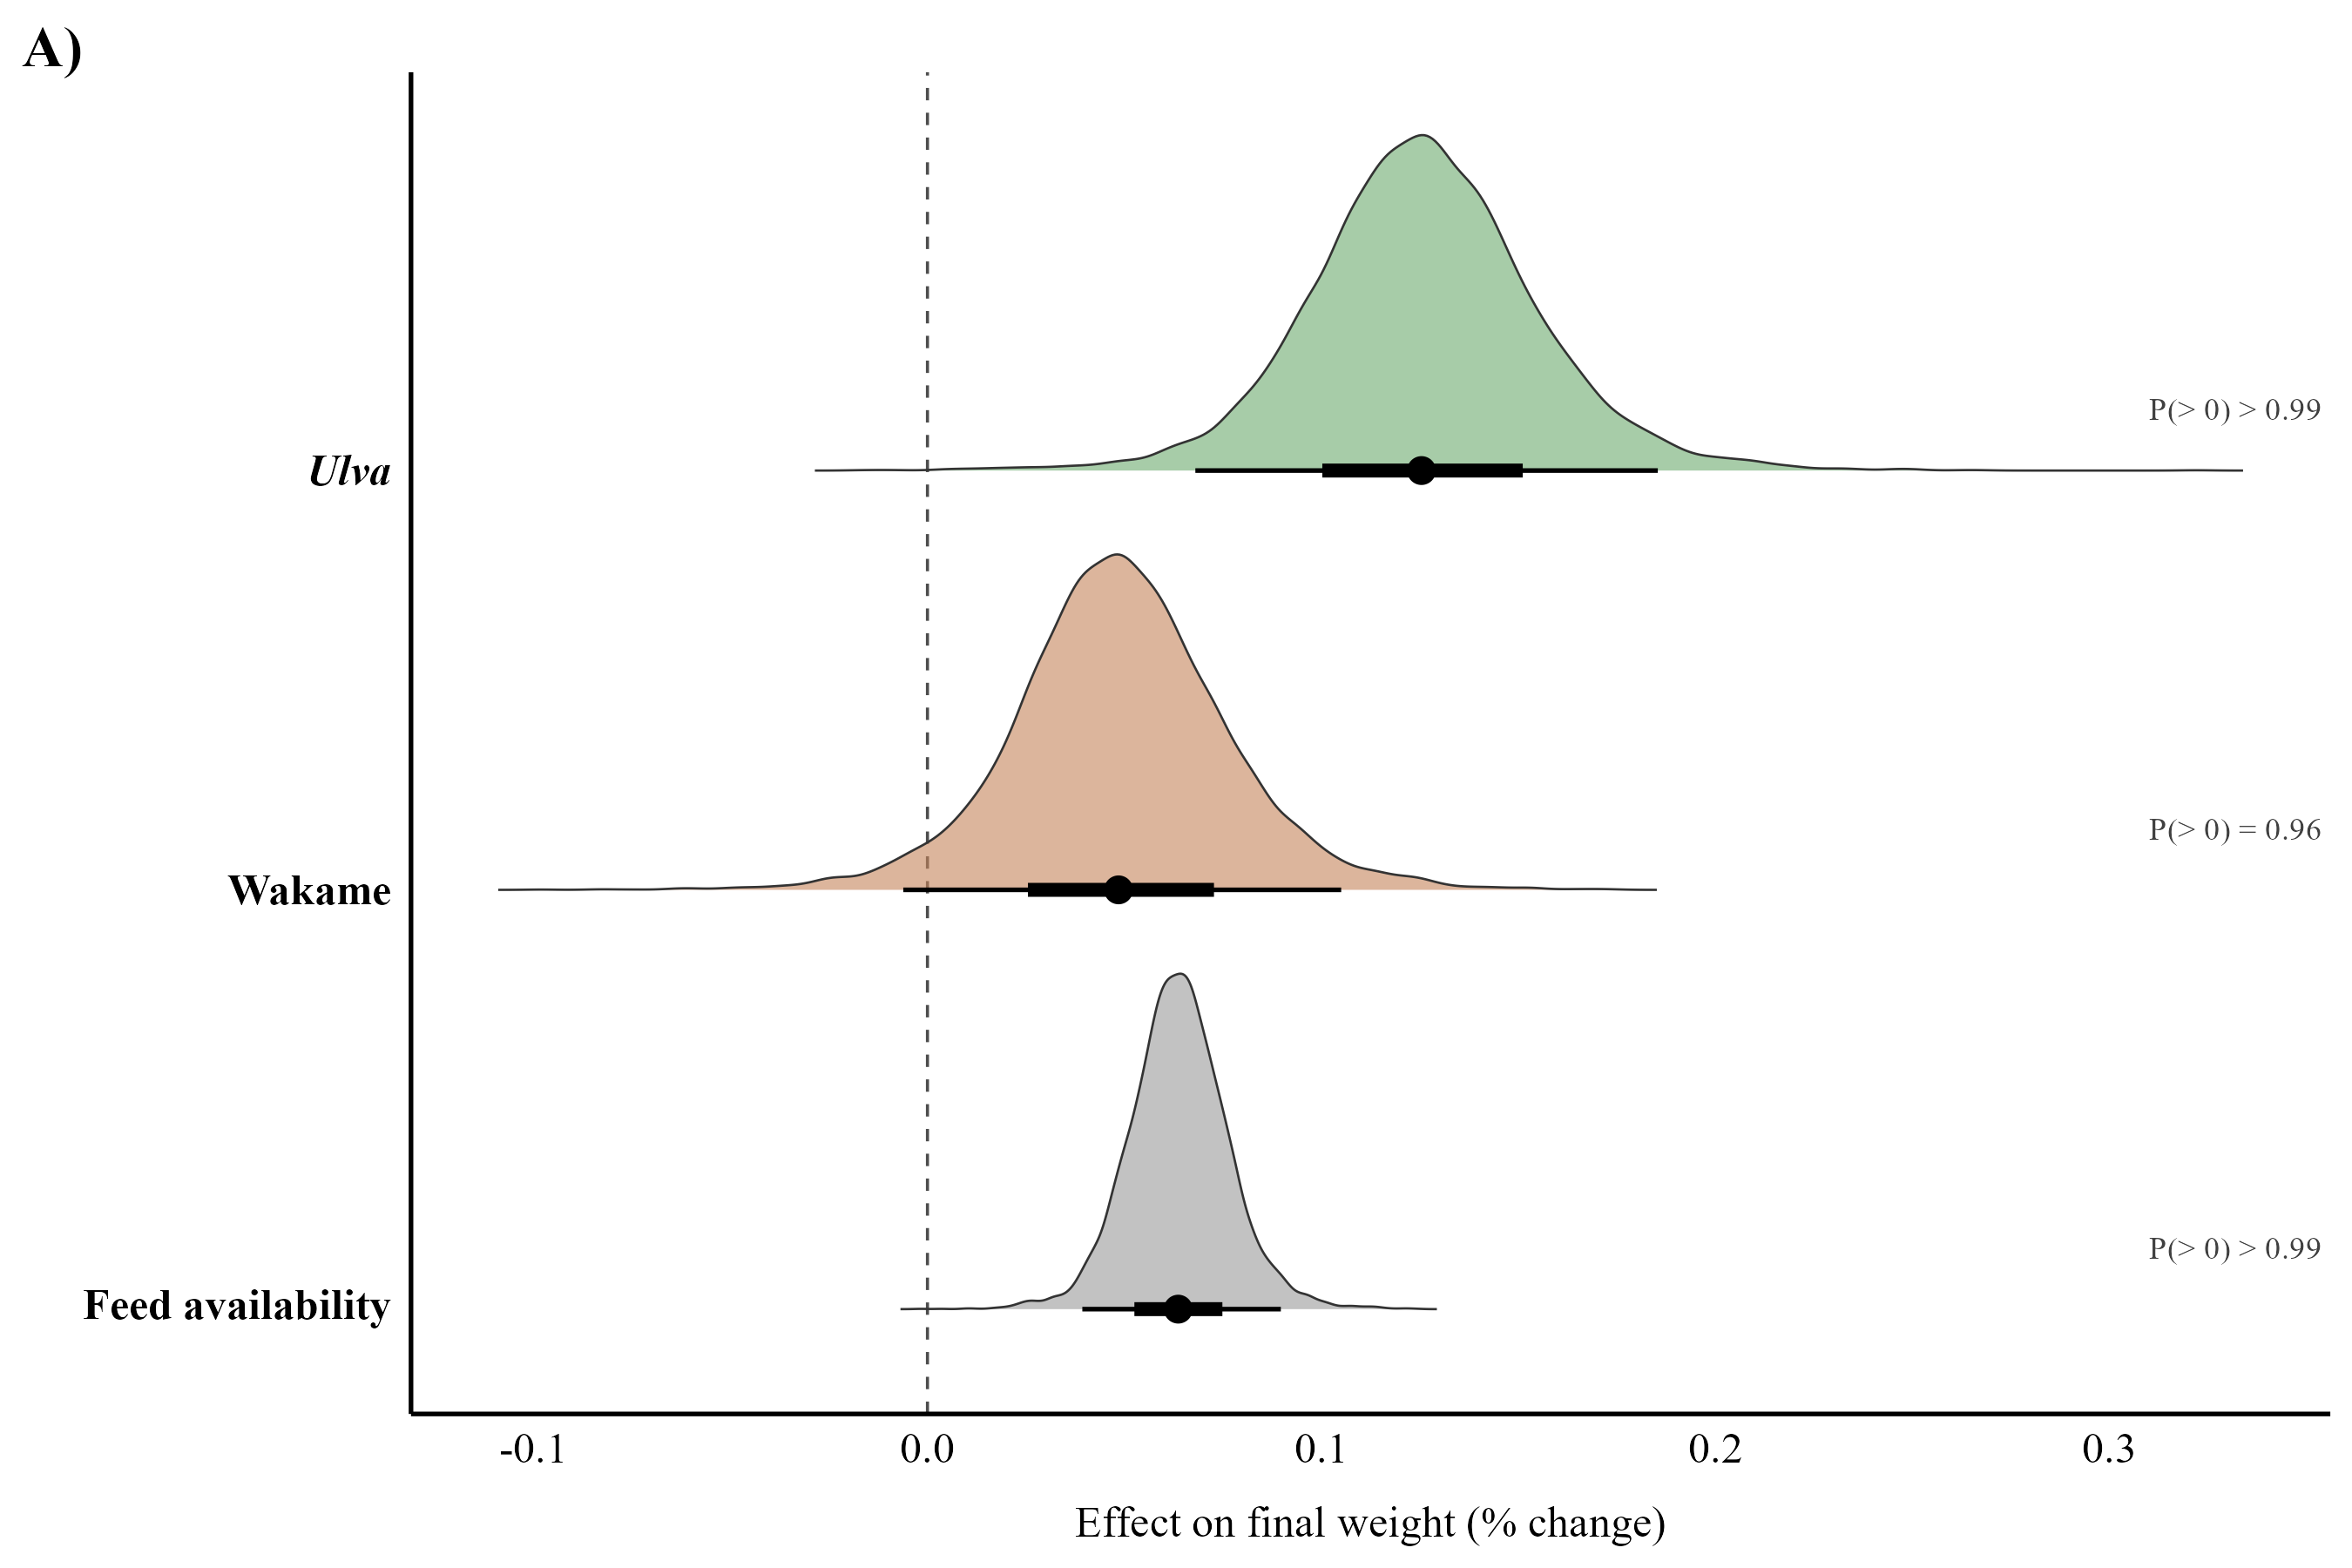 A)
Ulva
P(> 0) > 0.99
Wakame
P(> 0) = 0.96
Feed availability
P(> 0) > 0.99
-0.1 0.0 0.1 0.2 0.3
Effect on final weight (% change)